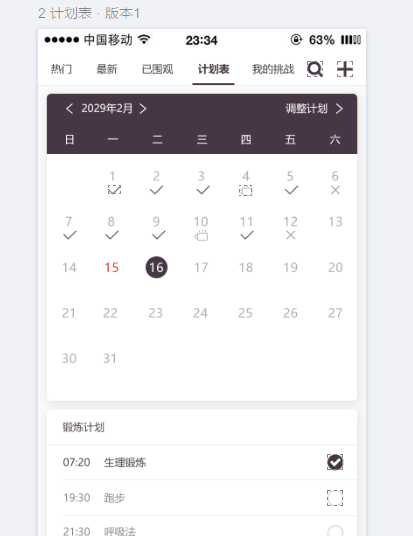 2 计划表 · 版本1
中国移动 23:34 63%
热门 最新 已围观 计划表 我的挑战
2029年2月 调整计划
日 一 二 三 四 五 六
1 2 3 4 5 6
7 8 9 10 11 12 13
14 15 16 17 18 19 20
21 22 23 24 25 26 27
30 31
锻炼计划
07:20 生理锻炼
19:30 跑步
21:30 呼吸法